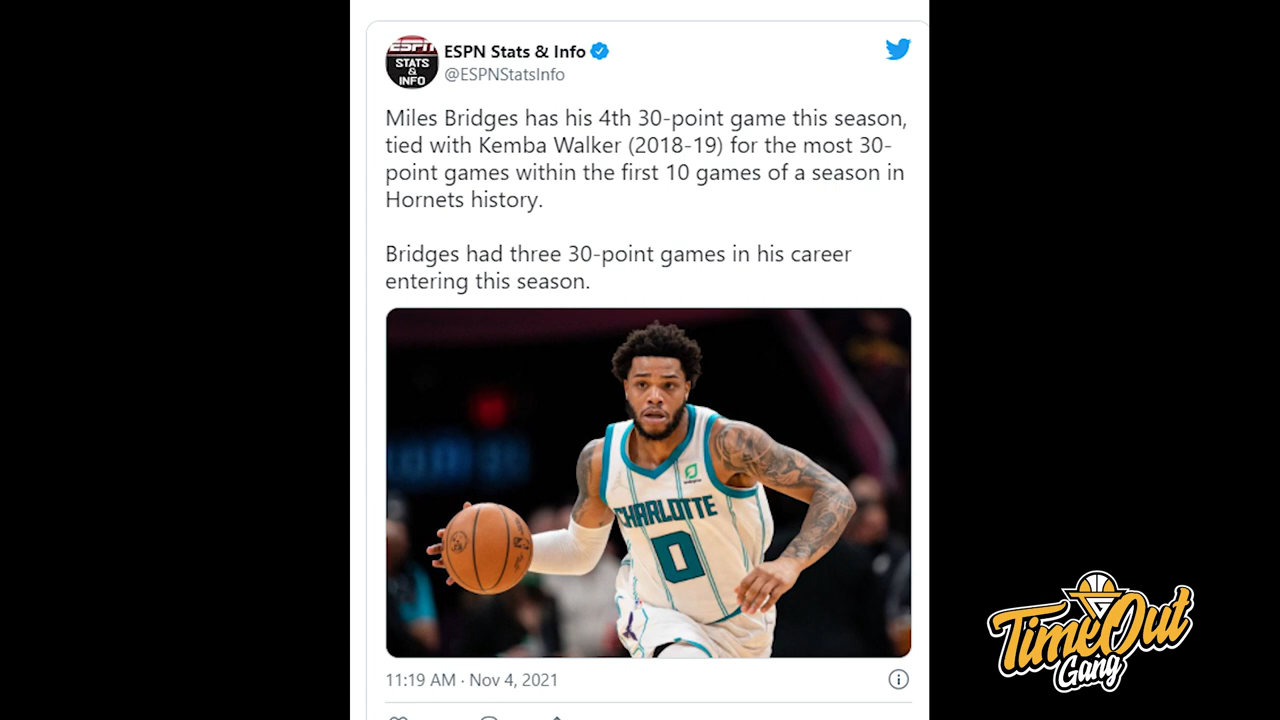 ESPN Stats & Info
@ESPNStatsInfo
ESPN
STATS
&
INFO
Miles Bridges has his 4th 30-point game this season,
tied with Kemba Walker (2018-19) for the most 30-
point games within the first 10 games of a season in
Hornets history.
Bridges had three 30-point games in his career
entering this season.
CHARLOTTE
0
11:19 AM · Nov 4, 2021
TimeOut
Gang